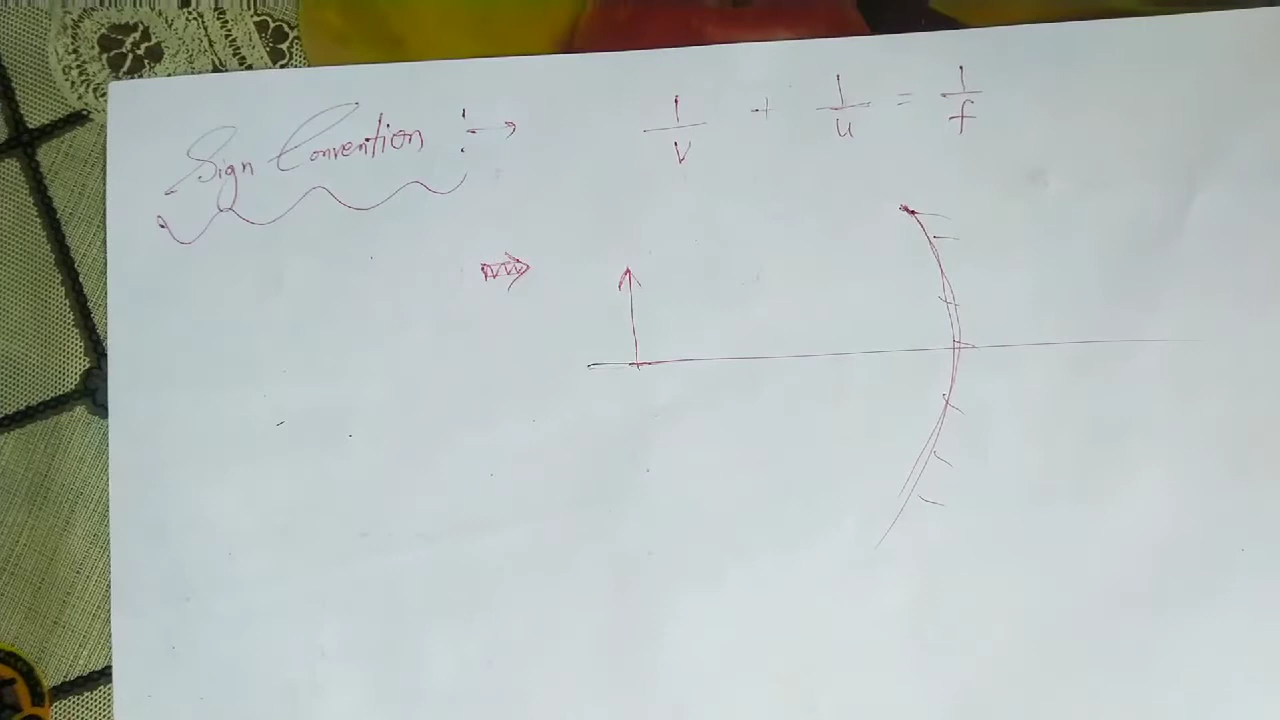 Sign Convention :→ 1/v + 1/u = 1/f